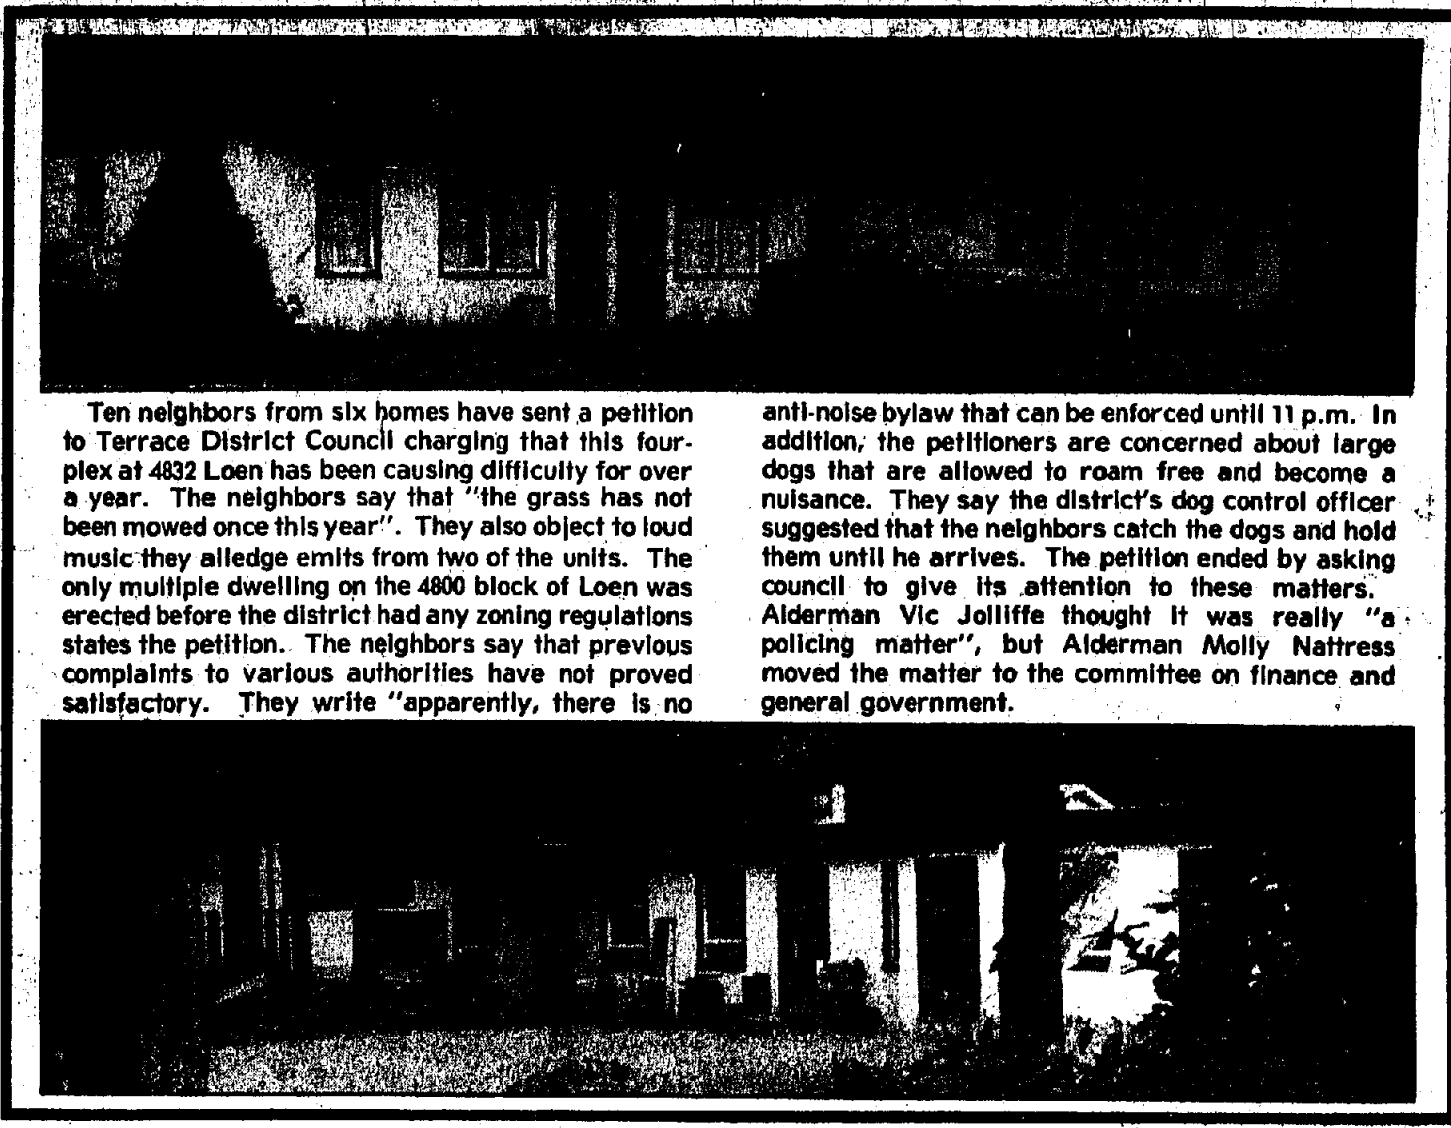 Ten neighbors from six homes have sent a petition
to Terrace District Council charging that this four-
plex at 4832 Loen has been causing difficulty for over
a year. The neighbors say that "the grass has not
been mowed once this year". They also object to loud
music they alledge emits from two of the units. The
only multiple dwelling on the 4800 block of Loen was
erected before the district had any zoning regulations
states the petition. The neighbors say that previous
complaints to various authorities have not proved
satisfactory. They write "apparently, there is no
anti-noise bylaw that can be enforced until 11 p.m. In
addition, the petitioners are concerned about large
dogs that are allowed to roam free and become a
nuisance. They say the district's dog control officer
suggested that the neighbors catch the dogs and hold
them until he arrives. The petition ended by asking
council to give its attention to these matters.
Alderman Vic Jolliffe thought it was really "a
policing matter", but Alderman Molly Nattress
moved the matter to the committee on finance and
general government.